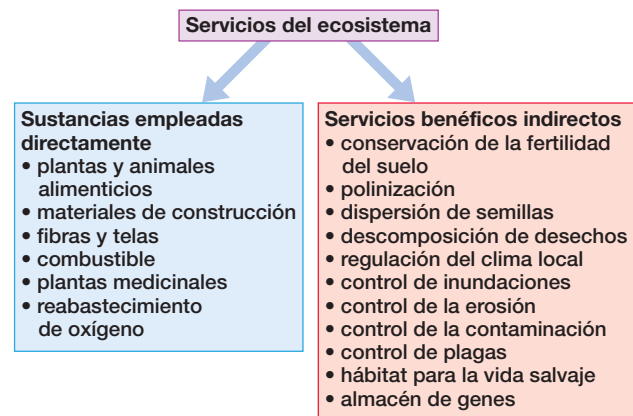 Servicios del ecosistema
Sustancias empleadas
directamente
• plantas y animales
alimenticios
• materiales de construcción
• fibras y telas
• combustible
• plantas medicinales
• reabastecimiento
de oxígeno
Servicios benéficos indirectos
• conservación de la fertilidad
del suelo
• polinización
• dispersión de semillas
• descomposición de desechos
• regulación del clima local
• control de inundaciones
• control de la erosión
• control de la contaminación
• control de plagas
• hábitat para la vida salvaje
• almacén de genes